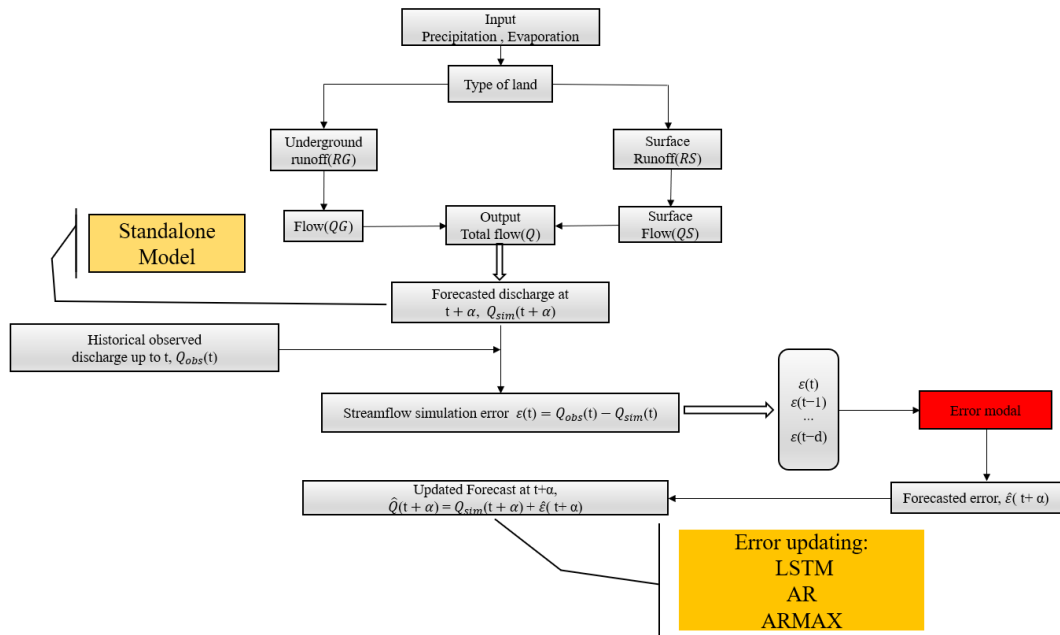 Input
Precipitation , Evaporation
Type of land
Underground
runoff(RG)
Surface
Runoff(RS)
Flow(QG)
Output
Total flow(Q)
Surface
Flow(QS)
Standalone
Model
Forecasted discharge at
t + α, Q_sim(t + α)
Historical observed
discharge up to t, Q_obs(t)
Streamflow simulation error ε(t) = Q_obs(t) − Q_sim(t)
ε(t)
ε(t−1)
...
ε(t−d)
Error modal
Forecasted error, ε̂( t+ α)
Updated Forecast at t+α,
Q̂(t + α) = Q_sim(t + α) + ε̂( t+ α)
Error updating:
LSTM
AR
ARMAX